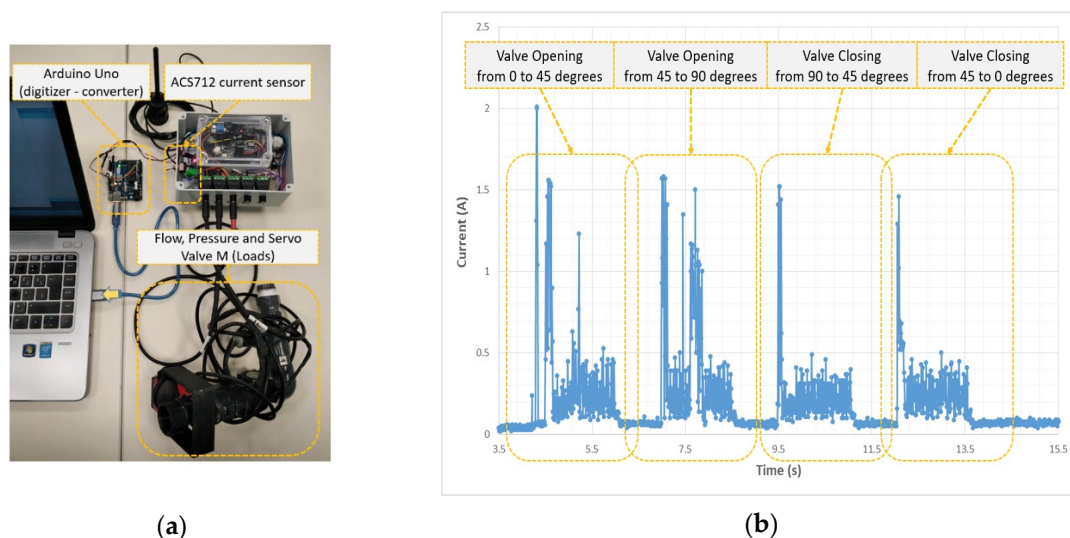 Arduino Uno
(digitizer - converter)
ACS712 current sensor
Flow, Pressure and Servo
Valve M (Loads)
(a)
Valve Opening
from 0 to 45 degrees
Valve Opening
from 45 to 90 degrees
Valve Closing
from 90 to 45 degrees
Valve Closing
from 45 to 0 degrees
2.5
2
1.5
1
0.5
0
Current (A)
3.5 5.5 7.5 9.5 11.5 13.5 15.5
Time (s)
(b)